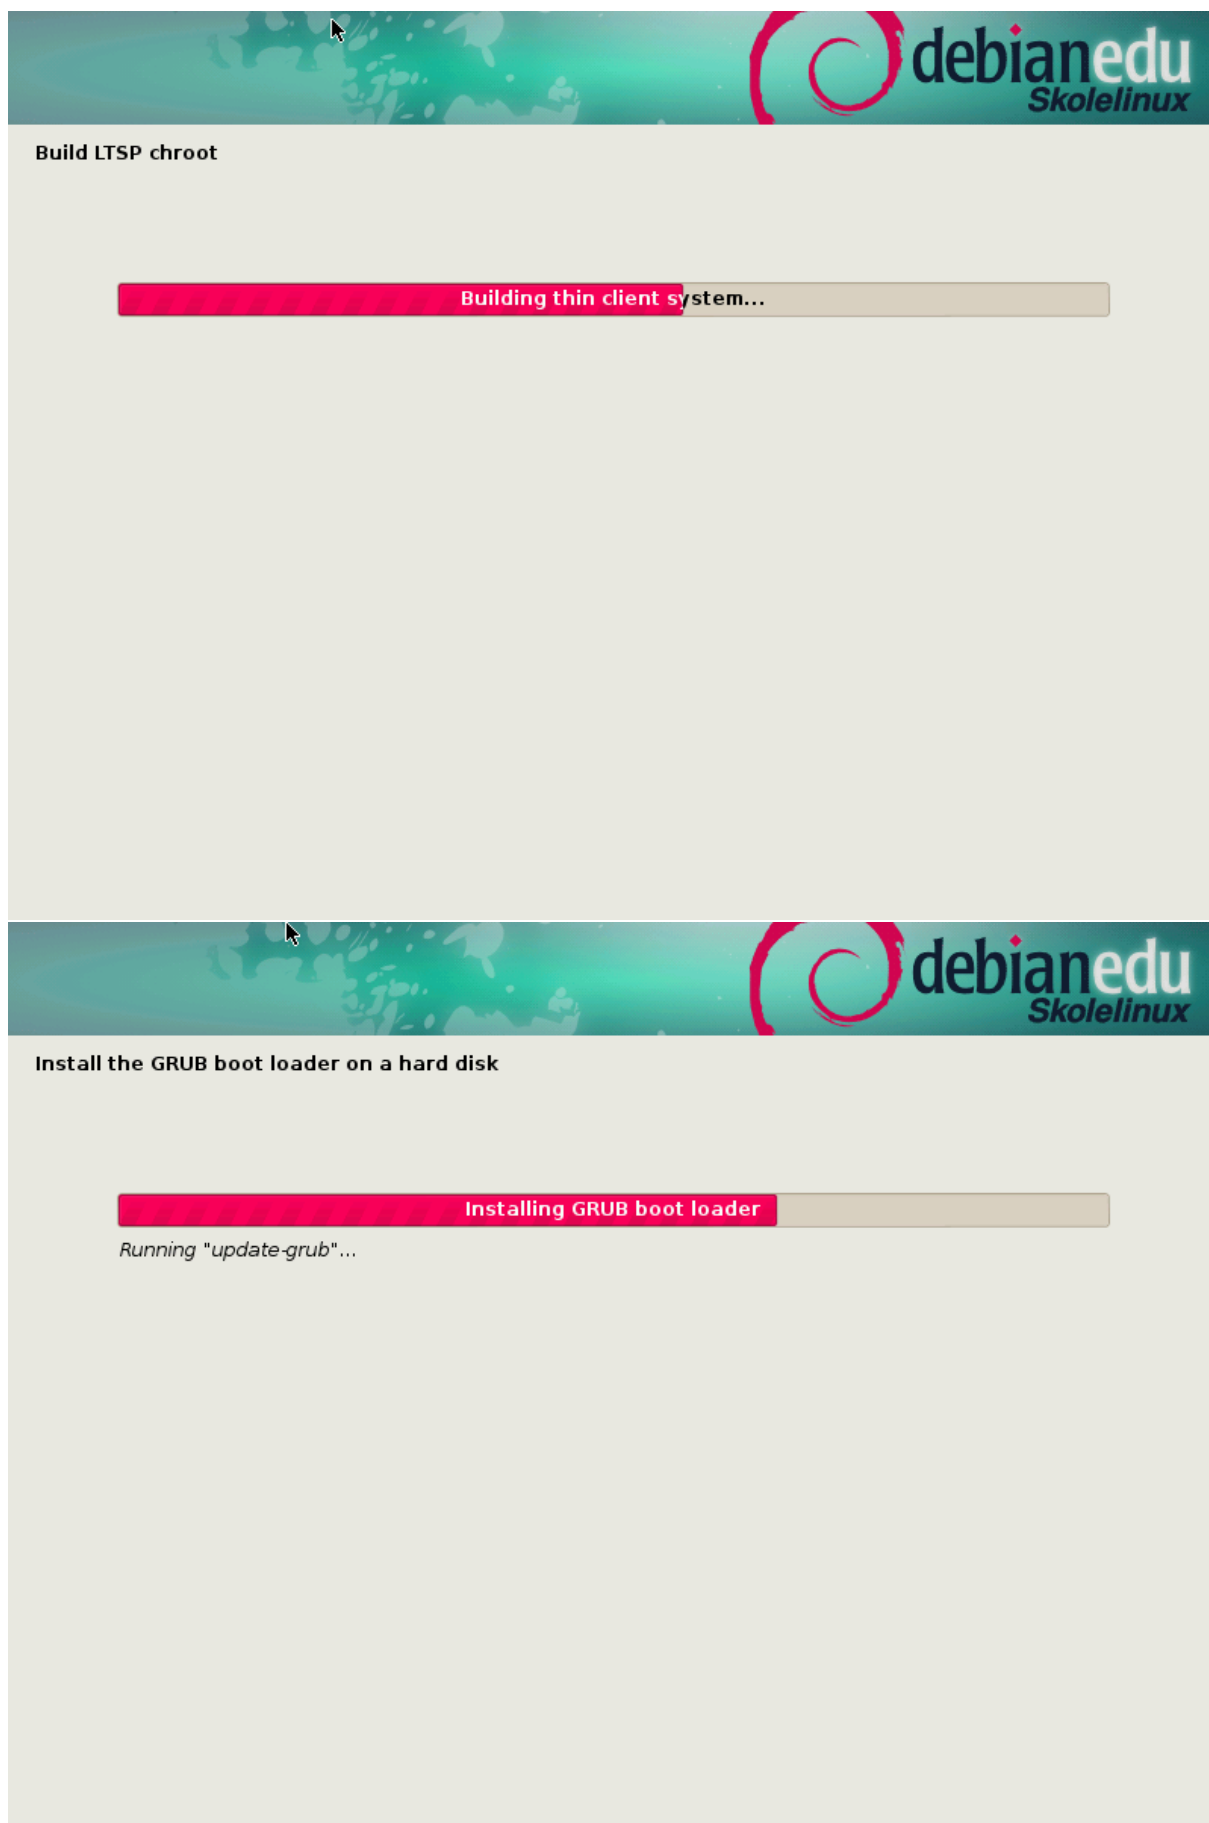 debianedu
Skolelinux
Build LTSP chroot
Building thin client system...
debianedu
Skolelinux
Install the GRUB boot loader on a hard disk
Installing GRUB boot loader
Running "update-grub"...